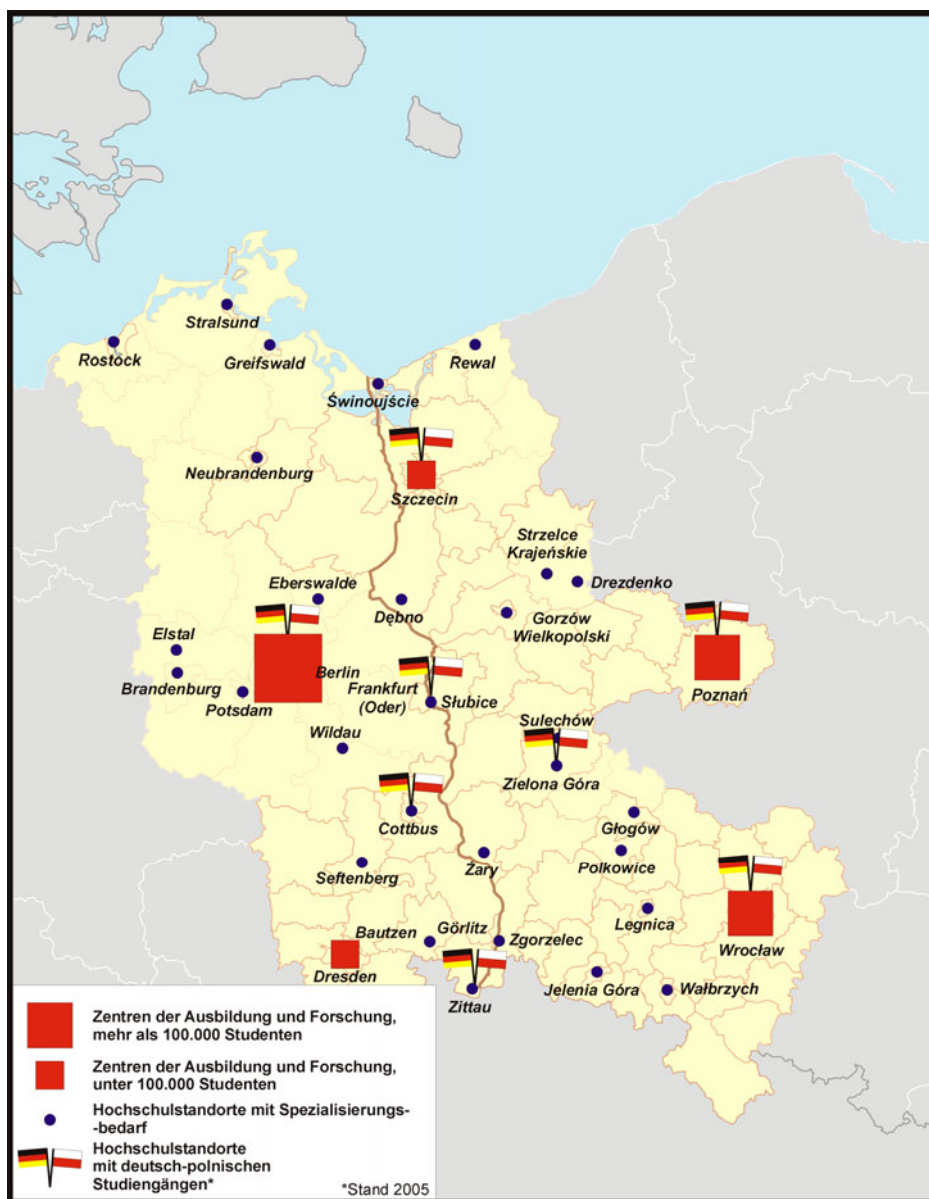 Stralsund
Rostock
Greifswald
Rewal
Świnoujście
Neubrandenburg
Szczecin
Strzelce
Krajeńskie
Drezdenko
Eberswalde
Dębno
Gorzów
Wielkopolski
Elstal
Berlin
Brandenburg
Potsdam
Frankfurt
(Oder)
Słubice
Poznań
Sulechów
Wildau
Zielona Góra
Cottbus
Głogów
Polkowice
Żary
Seftenberg
Legnica
Wrocław
Bautzen
Görlitz
Zgorzelec
Dresden
Zittau
Jelenia Góra
Wałbrzych
Zentren der Ausbildung und Forschung,
mehr als 100.000 Studenten
Zentren der Ausbildung und Forschung,
unter 100.000 Studenten
Hochschulstandorte mit Spezialisierungs-
-bedarf
Hochschulstandorte
mit deutsch-polnischen
Studiengängen*
*Stand 2005